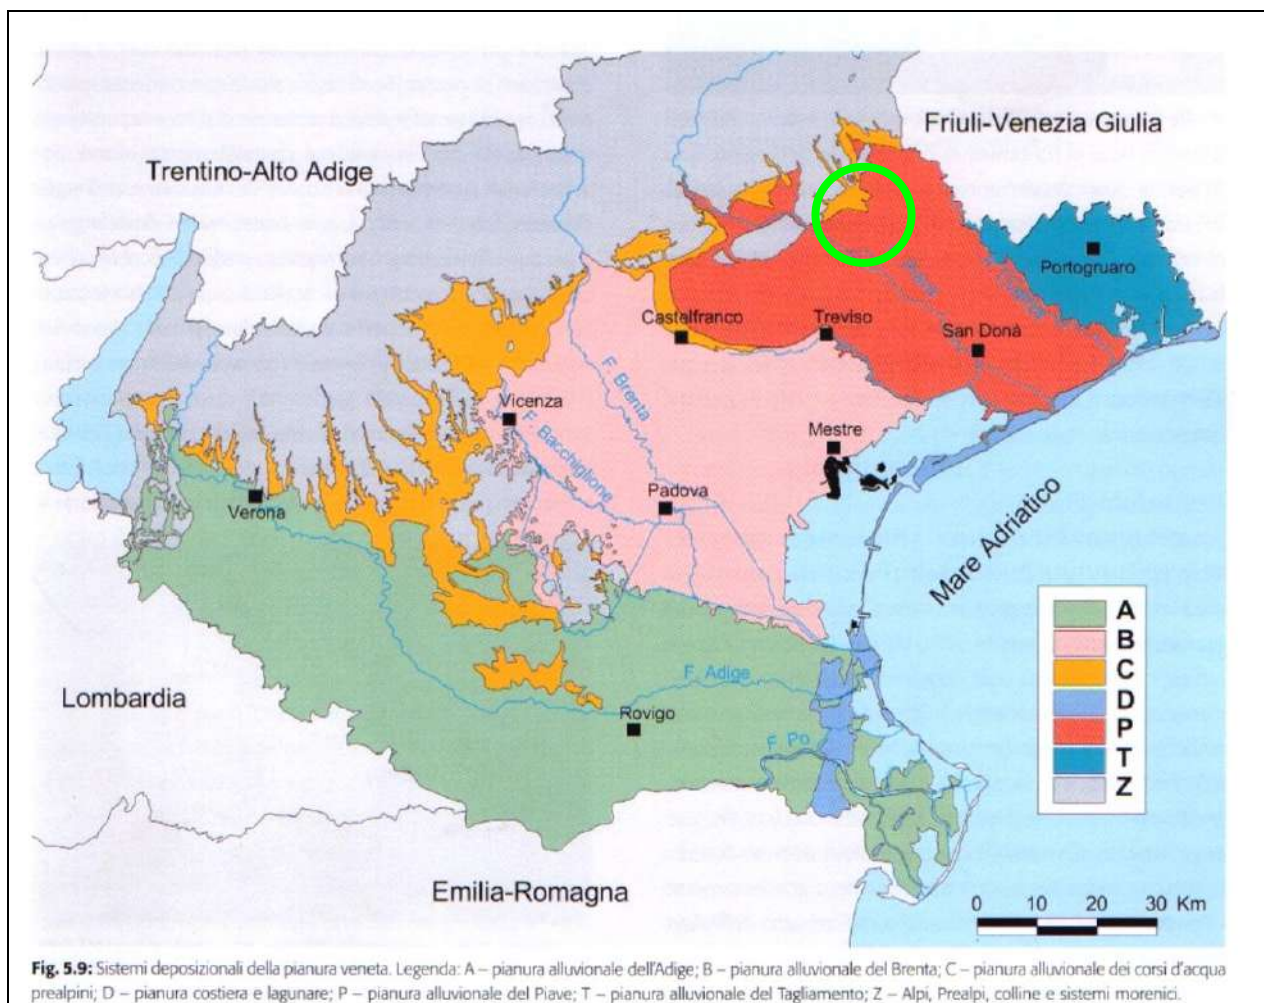 Friuli-Venezia Giulia
Trentino-Alto Adige
Portogruaro
Piave
Castelfranco
Treviso
San Donà
F. Brenta
Vicenza
F. Bacchiglione
Mestre
Padova
Verona
Mare Adriatico
A
B
C
D
P
T
Z
Lombardia
F. Adige
Rovigo
F. Po
Emilia-Romagna
0 10 20 30 Km
Fig. 5.9: Sistemi deposizionali della pianura veneta. Legenda: A – pianura alluvionale dell'Adige; B – pianura alluvionale del Brenta; C – pianura alluvionale dei corsi d'acqua
prealpini; D – pianura costiera e lagunare; P – pianura alluvionale del Piave; T – pianura alluvionale del Tagliamento; Z – Alpi, Prealpi, colline e sistemi morenici.